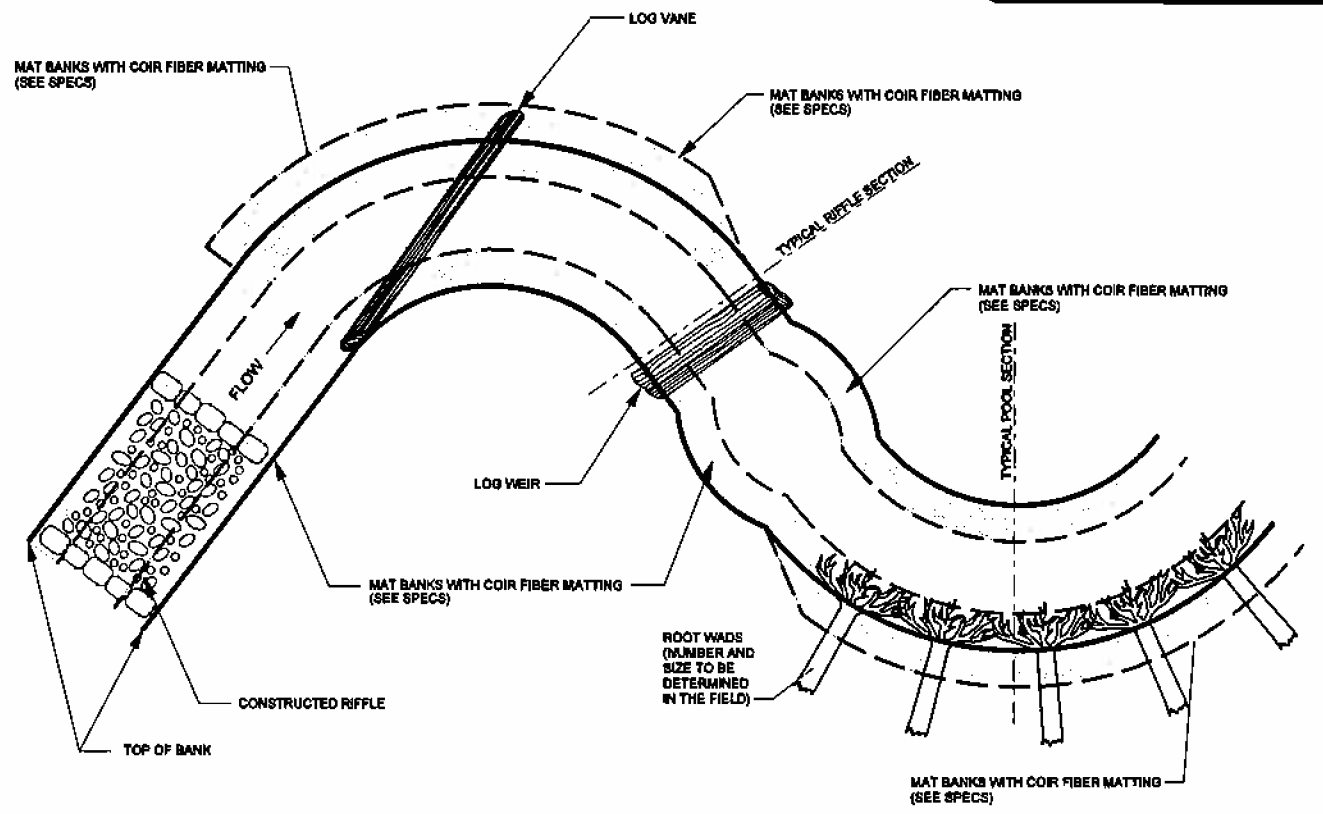 LOG VANE
MAT BANKS WITH COIR FIBER MATTING
(SEE SPECS)
MAT BANKS WITH COIR FIBER MATTING
(SEE SPECS)
TYPICAL RIFFLE SECTION
MAT BANKS WITH COIR FIBER MATTING
(SEE SPECS)
TYPICAL POOL SECTION
FLOW
LOG WEIR
MAT BANKS WITH COIR FIBER MATTING
(SEE SPECS)
ROOT WADS
(NUMBER AND
SIZE TO BE
DETERMINED
IN THE FIELD)
CONSTRUCTED RIFFLE
TOP OF BANK
MAT BANKS WITH COIR FIBER MATTING
(SEE SPECS)